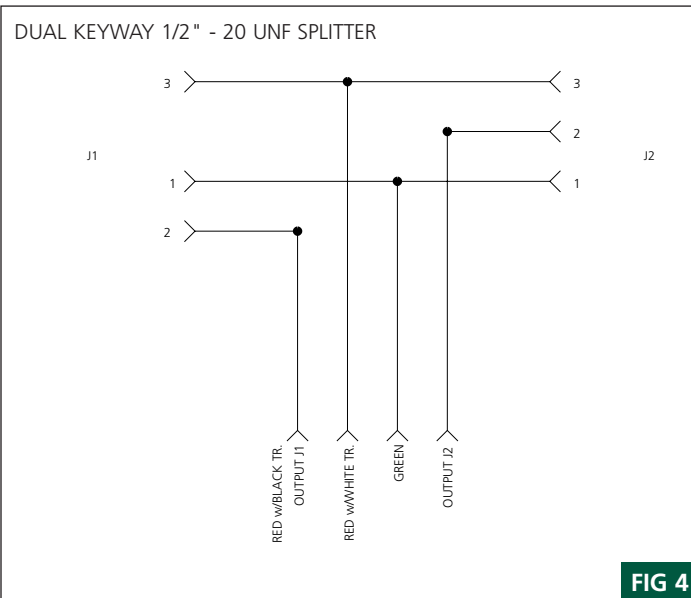 DUAL KEYWAY 1/2" - 20 UNF SPLITTER
3
3
2
J1
J2
1
1
2
RED w/BLACK TR.
OUTPUT J1
RED w/WHITE TR.
GREEN
OUTPUT J2
FIG 4